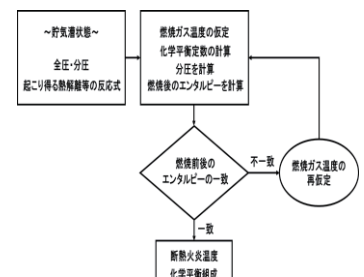 ～貯気溜状態～
全圧・分圧
起こり得る熱解離等の反応式
燃焼ガス温度の仮定
化学平衡定数の計算
分圧を計算
燃焼後のエンタルピーを計算
燃焼前後の
エンタルピーの一致
不一致
燃焼ガス温度の
再仮定
一致
断熱火炎温度
化学平衡組成